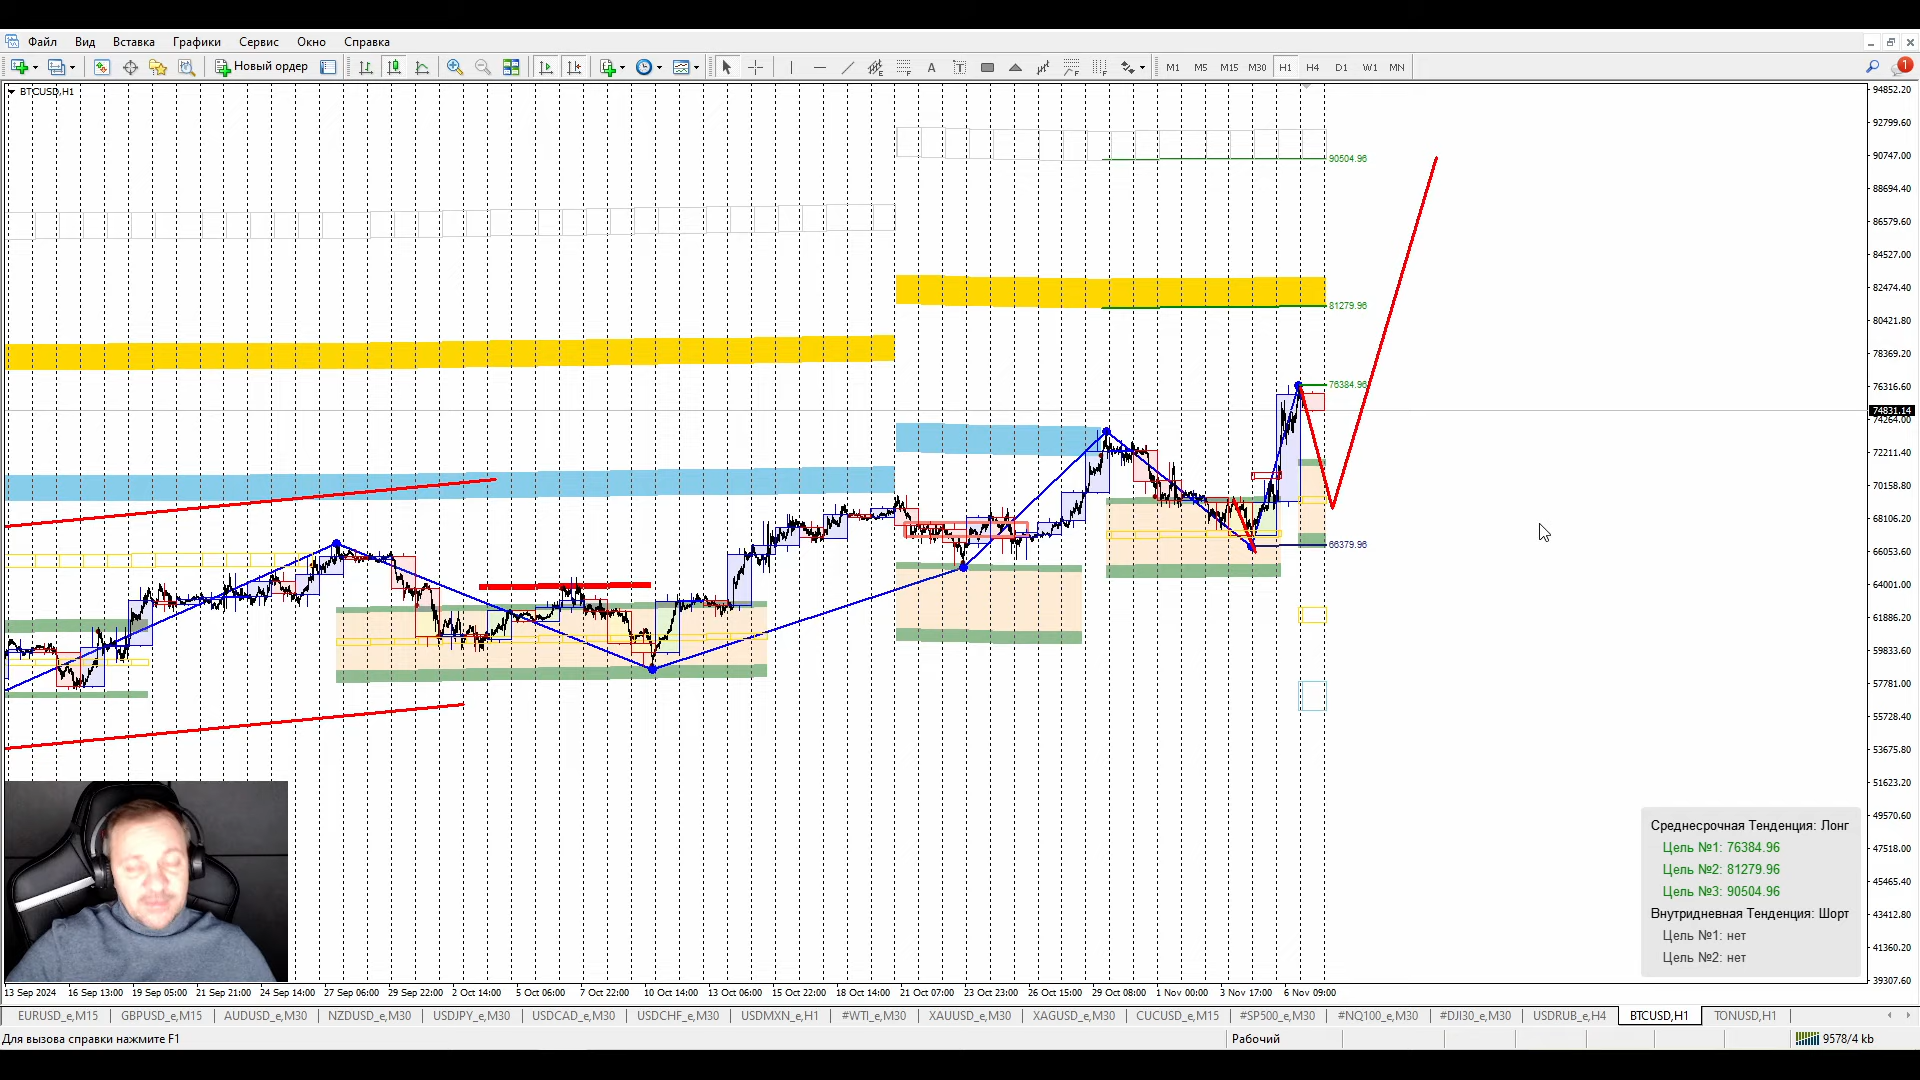 Файл Вид Вставка Графики Сервис Окно Справка
Новый ордер M1 M5 M15 M30 H1 H4 D1 W1 MN 1
BTCUSD,H1
94852.20
92799.60
90747.00
90504.96
88694.40
86579.60
84527.00
82474.40
81279.96
80421.80
78369.20
76384.96
76316.60
74831.14
74264.00
72211.40
70158.80
68106.20
66379.96
66053.60
64001.00
61886.20
59833.60
57781.00
55728.40
53675.80
51623.20
49570.60
47518.00
45465.40
43412.80
41360.20
39307.60
Среднесрочная Тенденция: Лонг
Цель №1: 76384.96
Цель №2: 81279.96
Цель №3: 90504.96
Внутридневная Тенденция: Шорт
Цель №1: нет
Цель №2: нет
13 Sep 2024 16 Sep 13:00 19 Sep 05:00 21 Sep 21:00 24 Sep 14:00 27 Sep 06:00 29 Sep 22:00 2 Oct 14:00 5 Oct 06:00 7 Oct 22:00 10 Oct 14:00 13 Oct 06:00 15 Oct 22:00 18 Oct 14:00 21 Oct 07:00 23 Oct 23:00 26 Oct 15:00 29 Oct 08:00 1 Nov 00:00 3 Nov 17:00 6 Nov 09:00
EURUSD_e,M15 GBPUSD_e,M15 AUDUSD_e,M30 NZDUSD_e,M30 USDJPY_e,M30 USDCAD_e,M30 USDCHF_e,M30 USDMXN_e,H1 #WTI_e,M30 XAUUSD_e,M30 XAGUSD_e,M30 CUCUSD_e,M15 #SP500_e,M30 #NQ100_e,M30 #DJI30_e,M30 USDRUB_e,H4 BTCUSD,H1 TONUSD,H1
Для вызова справки нажмите F1 Рабочий 9578/4 kb